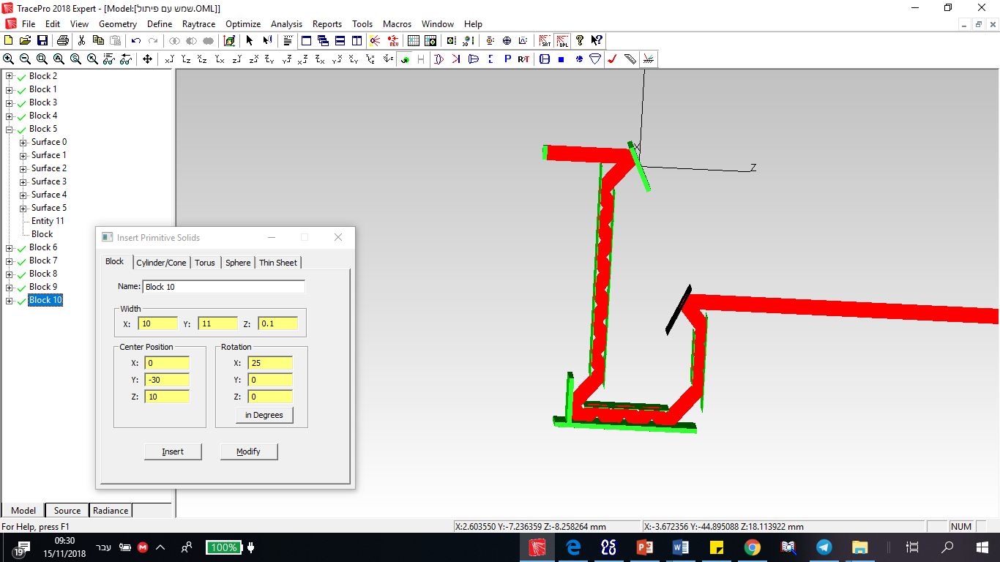 TracePro 2018 Expert - [Model:[שמש עם פיתול.OML]]
File Edit View Geometry Define Raytrace Optimize Analysis Reports Tools Macros Window Help
Block 2
Block 1
Block 3
Block 4
Block 5
Surface 0
Surface 1
Surface 2
Surface 3
Surface 4
Surface 5
Entity 11
Block
Block 6
Block 7
Block 8
Block 9
Block 10
Model Source Radiance
X
Z
Insert Primitive Solids
Block Cylinder/Cone Torus Sphere Thin Sheet
Name: Block 10
Width
X: 10 Y: 11 Z: 0.1
Center Position Rotation
X: 0 X: 25
Y: -30 Y: 0
Z: 10 Z: 0
in Degrees
Insert Modify
For Help, press F1
X:2.603550 Y:-7.236359 Z:-8.258264 mm
X:-3.672356 Y:-44.895088 Z:18.113922 mm
NUM
19
09:30
15/11/2018
עבר
100%